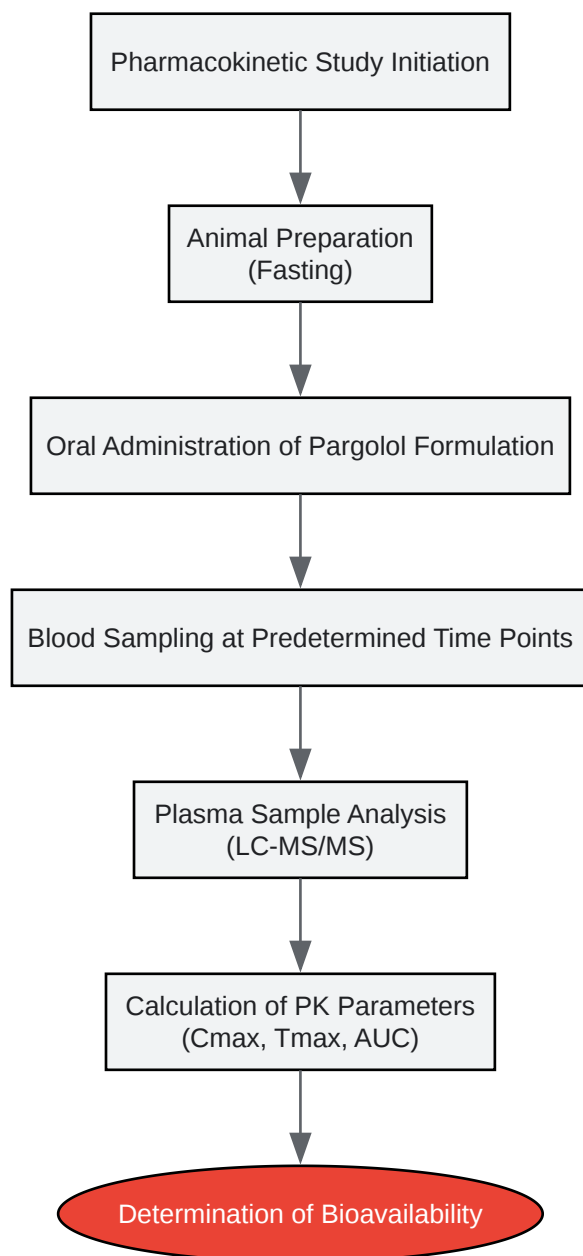 Pharmacokinetic Study Initiation
Animal Preparation
(Fasting)
Oral Administration of Pargolol Formulation
Blood Sampling at Predetermined Time Points
Plasma Sample Analysis
(LC-MS/MS)
Calculation of PK Parameters
(Cmax, Tmax, AUC)
Determination of Bioavailability